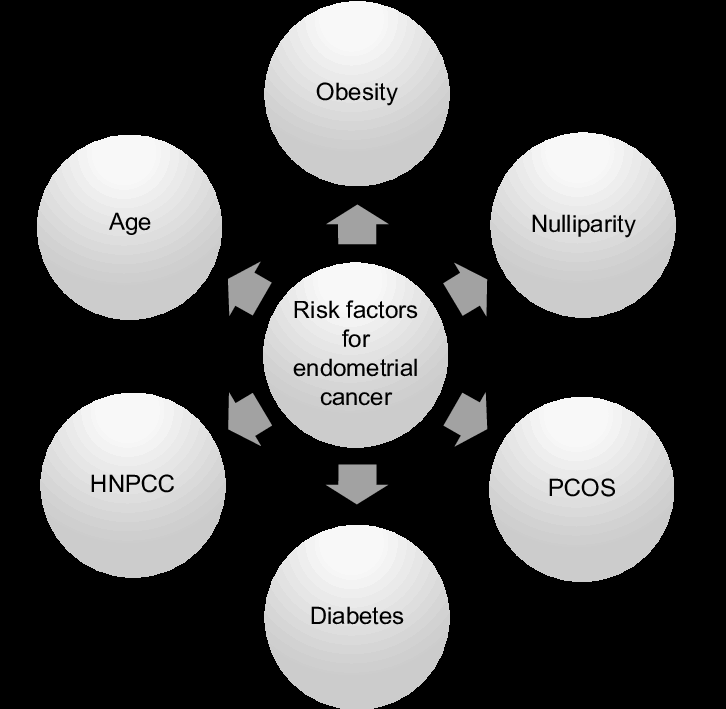 Obesity
Age
Nulliparity
Risk factors
for
endometrial
cancer
HNPCC
PCOS
Diabetes